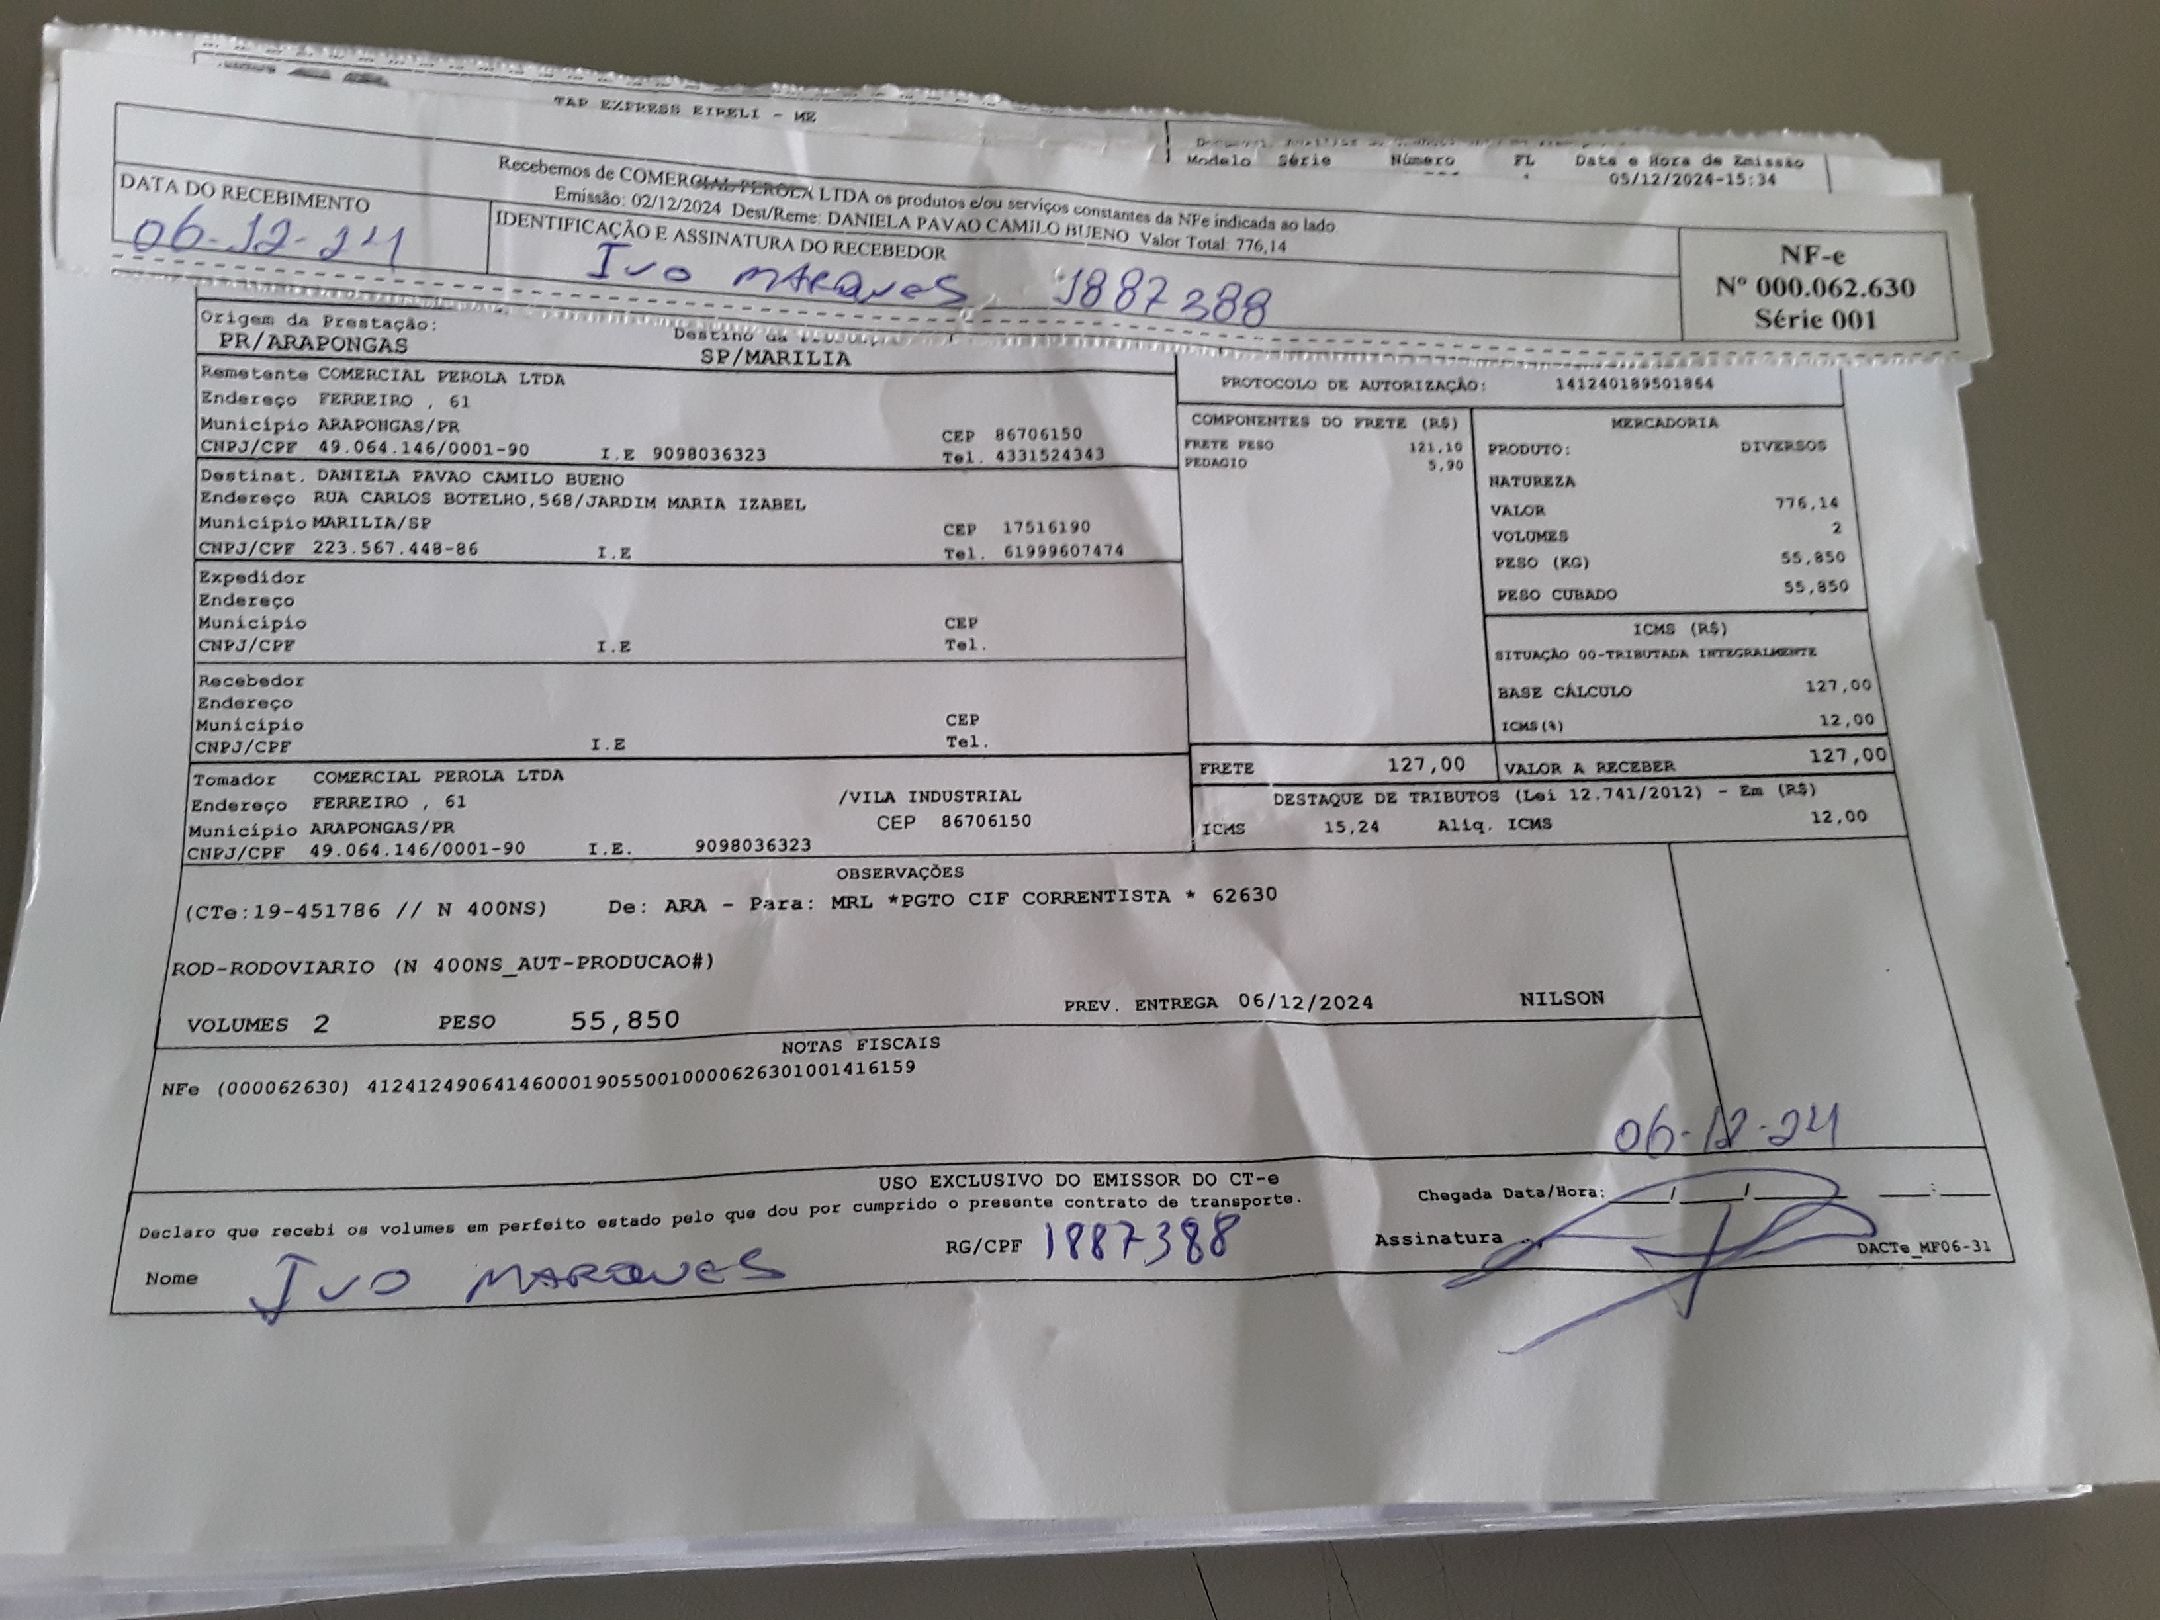 TAP EXPRESS EIRELI - ME
Modelo Série Número FL Data e Hora de Emissão
05/12/2024-15:34
Recebemos de COMERCIAL PEROLA LTDA os produtos e/ou serviços constantes da NFe indicada ao lado
Emissão: 02/12/2024 Dest/Reme: DANIELA PAVAO CAMILO BUENO Valor Total: 776,14
DATA DO RECEBIMENTO
06-12-24
IDENTIFICAÇÃO E ASSINATURA DO RECEBEDOR
Ivo MARQUES 1887388
NF-e
Nº 000.062.630
Série 001
Origem da Prestação:
PR/ARAPONGAS
Destino da
SP/MARILIA
Remetente COMERCIAL PEROLA LTDA
Endereço FERREIRO , 61
Município ARAPONGAS/PR CEP 86706150
CNPJ/CPF 49.064.146/0001-90 I.E 9098036323 Tel. 4331524343
Destinat. DANIELA PAVAO CAMILO BUENO
Endereço RUA CARLOS BOTELHO,568/JARDIM MARIA IZABEL
Município MARILIA/SP CEP 17516190
CNPJ/CPF 223.567.448-86 I.E Tel. 61999607474
Expedidor
Endereço
Município CEP
CNPJ/CPF I.E Tel.
Recebedor
Endereço
Município CEP
CNPJ/CPF I.E Tel.
Tomador COMERCIAL PEROLA LTDA
Endereço FERREIRO , 61 /VILA INDUSTRIAL
Município ARAPONGAS/PR CEP 86706150
CNPJ/CPF 49.064.146/0001-90 I.E. 9098036323
PROTOCOLO DE AUTORIZAÇÃO: 141240189501864
COMPONENTES DO FRETE (R$)
FRETE PESO 121,10
PEDAGIO 5,90
MERCADORIA
PRODUTO: DIVERSOS
NATUREZA
VALOR 776,14
VOLUMES 2
PESO (KG) 55,850
PESO CUBADO 55,850
ICMS (R$)
SITUAÇÃO 00-TRIBUTADA INTEGRALMENTE
BASE CÁLCULO 127,00
ICMS(%) 12,00
FRETE 127,00 VALOR A RECEBER 127,00
DESTAQUE DE TRIBUTOS (Lei 12.741/2012) - Em (R$)
ICMS 15,24 Aliq. ICMS 12,00
OBSERVAÇÕES
(CTe:19-451786 // N 400NS) De: ARA - Para: MRL *PGTO CIF CORRENTISTA * 62630
ROD-RODOVIARIO (N 400NS_AUT-PRODUCAO#)
VOLUMES 2 PESO 55,850 PREV. ENTREGA 06/12/2024 NILSON
NOTAS FISCAIS
NFe (000062630) 41241249064146000190550010000626301001416159
06-12-24
USO EXCLUSIVO DO EMISSOR DO CT-e
Declaro que recebi os volumes em perfeito estado pelo que dou por cumprido o presente contrato de transporte.
Chegada Data/Hora: ____/____/______ ____:____
Nome Ivo MARQUES RG/CPF 1887388 Assinatura
DACTe_MF06-31